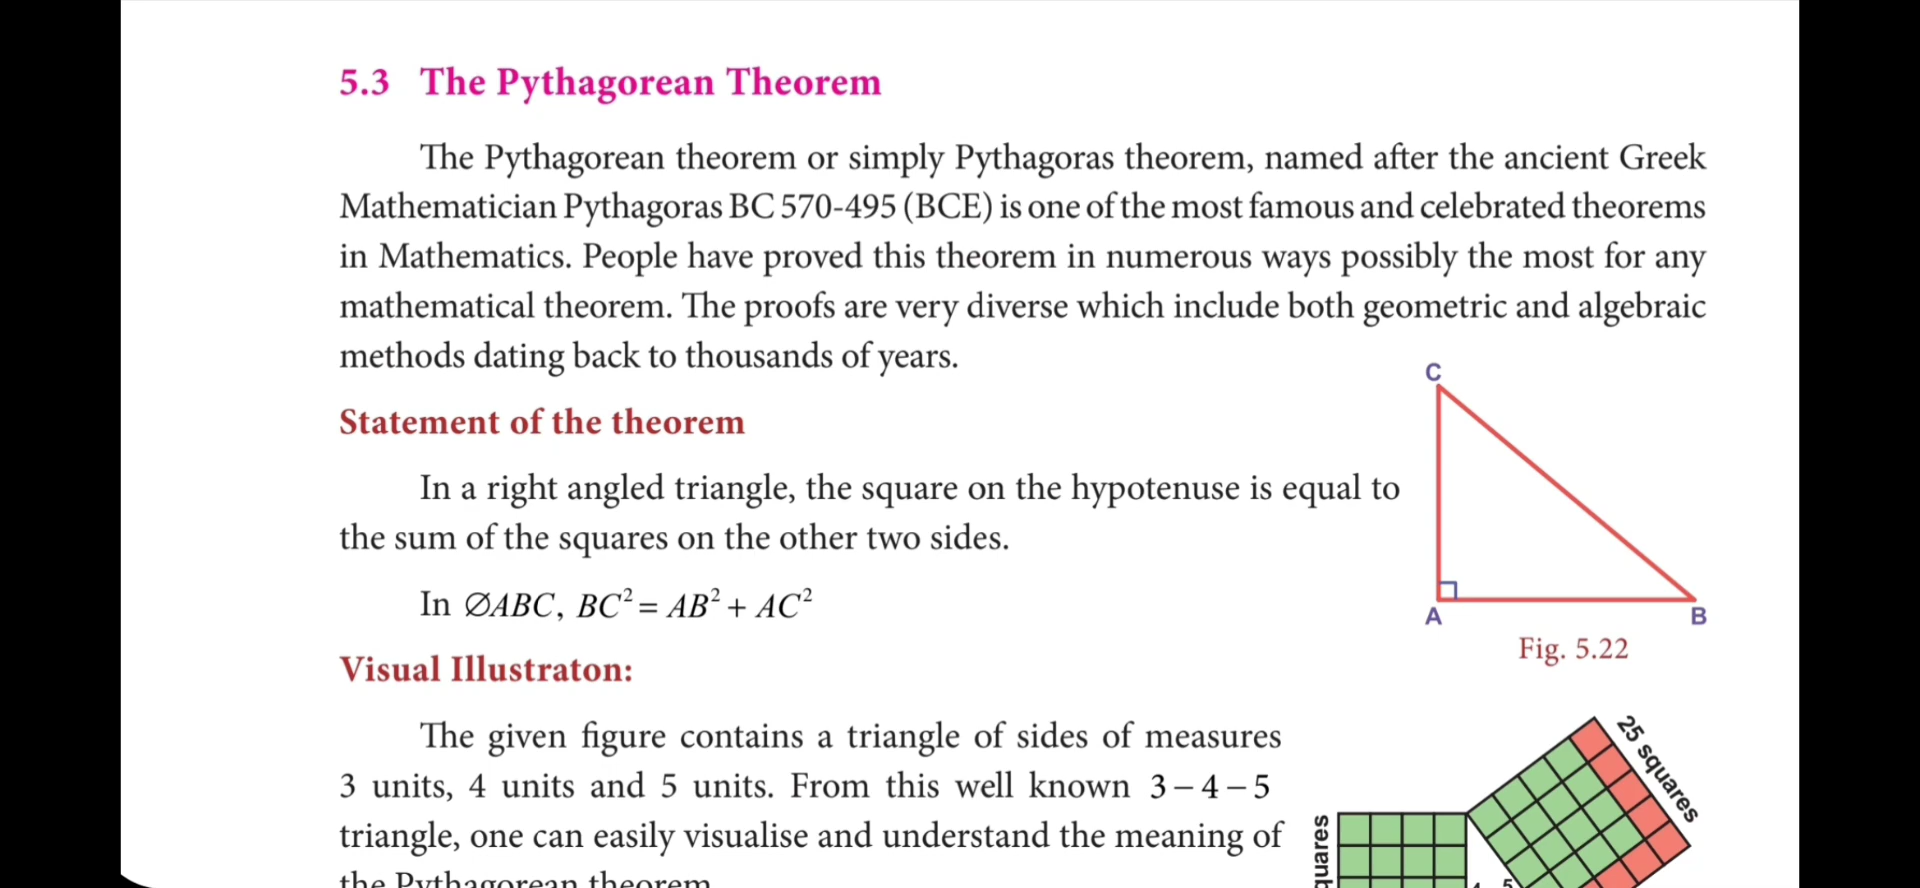 5.3 The Pythagorean Theorem
The Pythagorean theorem or simply Pythagoras theorem, named after the ancient Greek
Mathematician Pythagoras BC 570-495 (BCE) is one of the most famous and celebrated theorems
in Mathematics. People have proved this theorem in numerous ways possibly the most for any
mathematical theorem. The proofs are very diverse which include both geometric and algebraic
methods dating back to thousands of years.
Statement of the theorem
In a right angled triangle, the square on the hypotenuse is equal to
the sum of the squares on the other two sides.
In ∅ABC, BC² = AB² + AC²
C
A
B
Fig. 5.22
Visual Illustraton:
The given figure contains a triangle of sides of measures
3 units, 4 units and 5 units. From this well known 3 – 4 – 5
triangle, one can easily visualise and understand the meaning of
the Pythagorean theorem
25 squares